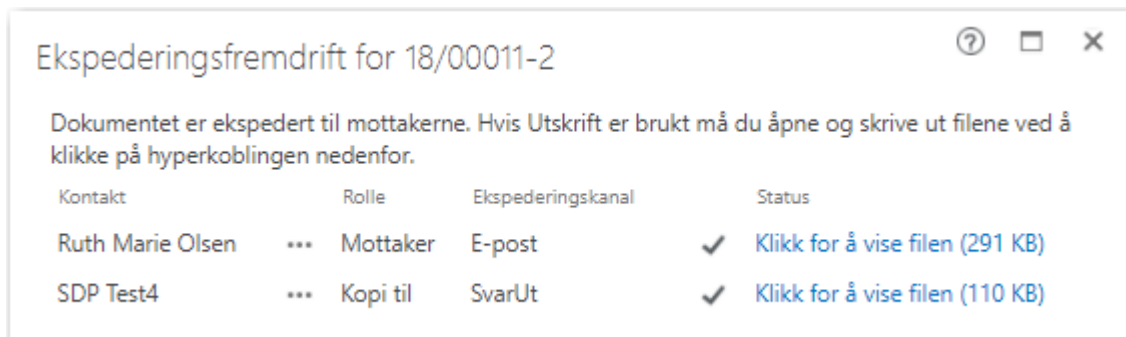 Ekspederingsfremdrift for 18/00011-2
Dokumentet er ekspedert til mottakerne. Hvis Utskrift er brukt må du åpne og skrive ut filene ved å
klikke på hyperkoblingen nedenfor.
Kontakt Rolle Ekspederingskanal Status
Ruth Marie Olsen ••• Mottaker E-post ✓ Klikk for å vise filen (291 KB)
SDP Test4 ••• Kopi til SvarUt ✓ Klikk for å vise filen (110 KB)